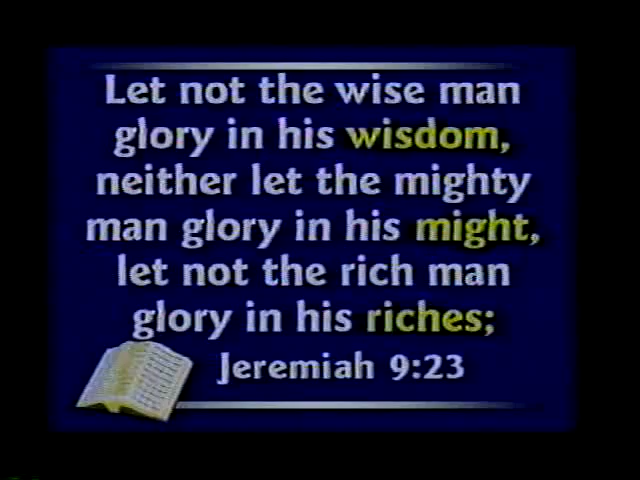 Let not the wise man
glory in his wisdom,
neither let the mighty
man glory in his might,
let not the rich man
glory in his riches;
Jeremiah 9:23